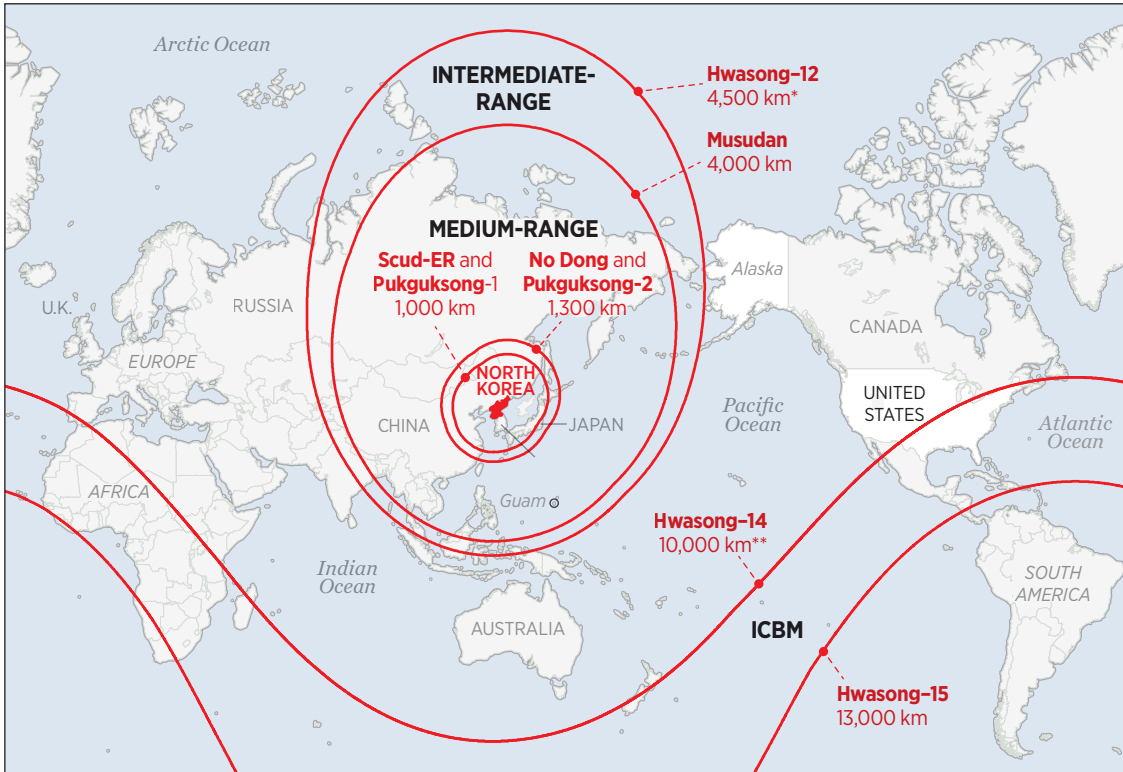 Arctic Ocean
INTERMEDIATE-
RANGE
Hwasong–12
4,500 km*
Musudan
4,000 km
MEDIUM-RANGE
Scud-ER and
Pukguksong-1
1,000 km
No Dong and
Pukguksong-2
1,300 km
Alaska
U.K.
RUSSIA
CANADA
EUROPE
NORTH
KOREA
UNITED
STATES
Pacific
Ocean
Atlantic
Ocean
CHINA
JAPAN
AFRICA
Guam
Hwasong–14
10,000 km**
Indian
Ocean
SOUTH
AMERICA
AUSTRALIA
ICBM
Hwasong–15
13,000 km